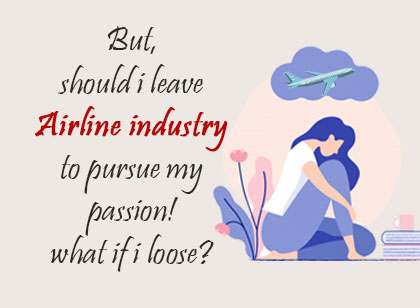 But,
should i leave
Airline industry
to pursue my
passion!
what if i loose?